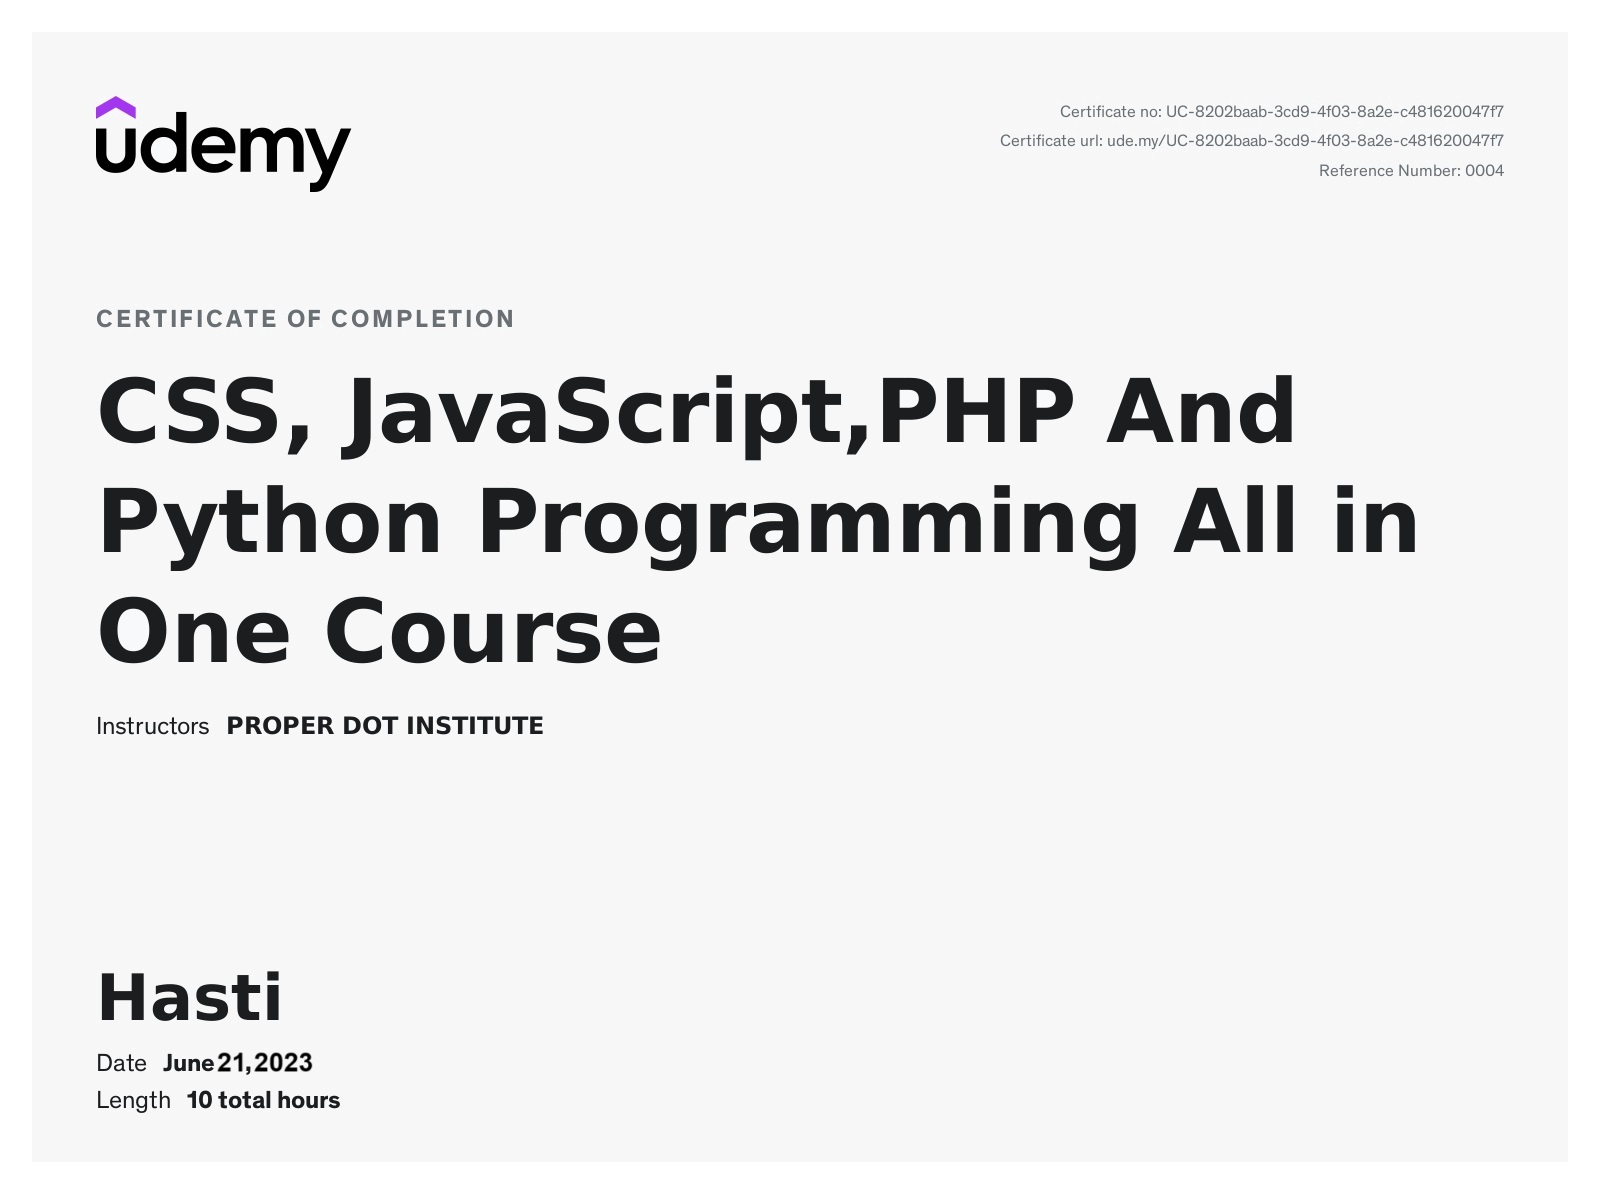 udemy
Certificate no: UC-8202baab-3cd9-4f03-8a2e-c481620047f7
Certificate url: ude.my/UC-8202baab-3cd9-4f03-8a2e-c481620047f7
Reference Number: 0004
CERTIFICATE OF COMPLETION
CSS, JavaScript,PHP And
Python Programming All in
One Course
Instructors PROPER DOT INSTITUTE
Hasti
Date June 21, 2023
Length 10 total hours